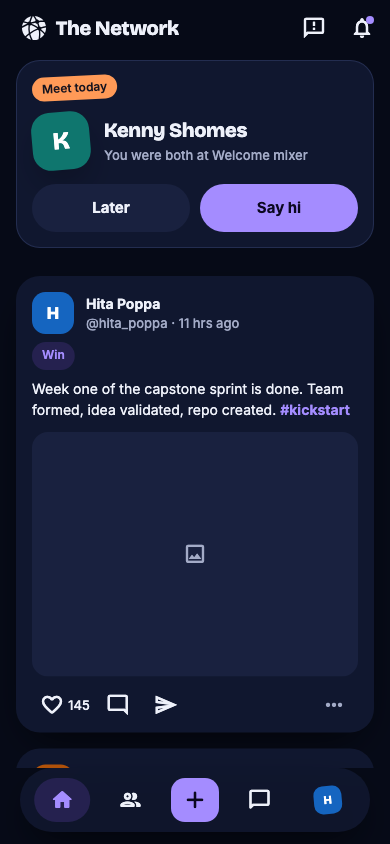 The Network
Meet today
K
Kenny Shomes
You were both at Welcome mixer
Later
Say hi
H
Hita Poppa
@hita_poppa · 11 hrs ago
Win
Week one of the capstone sprint is done. Team
formed, idea validated, repo created. #kickstart
145
H